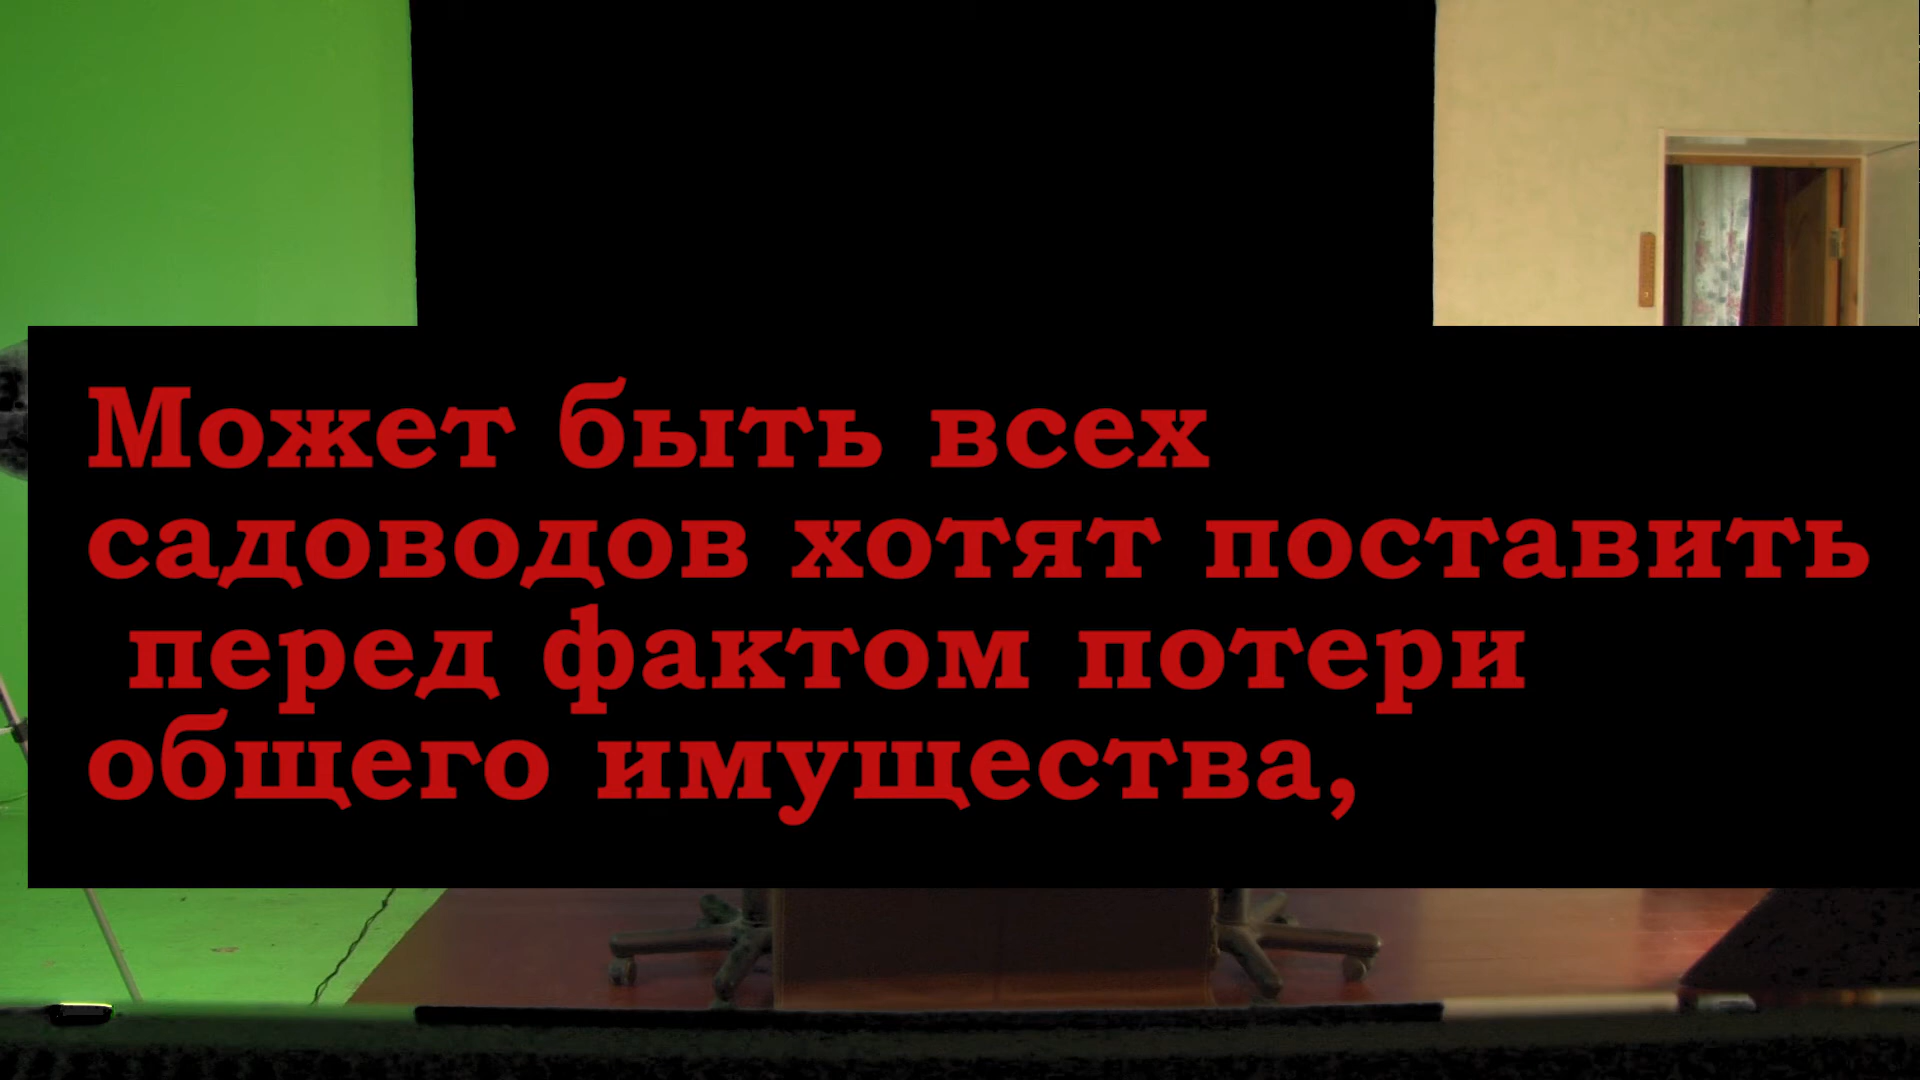 Может быть всех
садоводов хотят поставить
перед фактом потери
общего имущества,